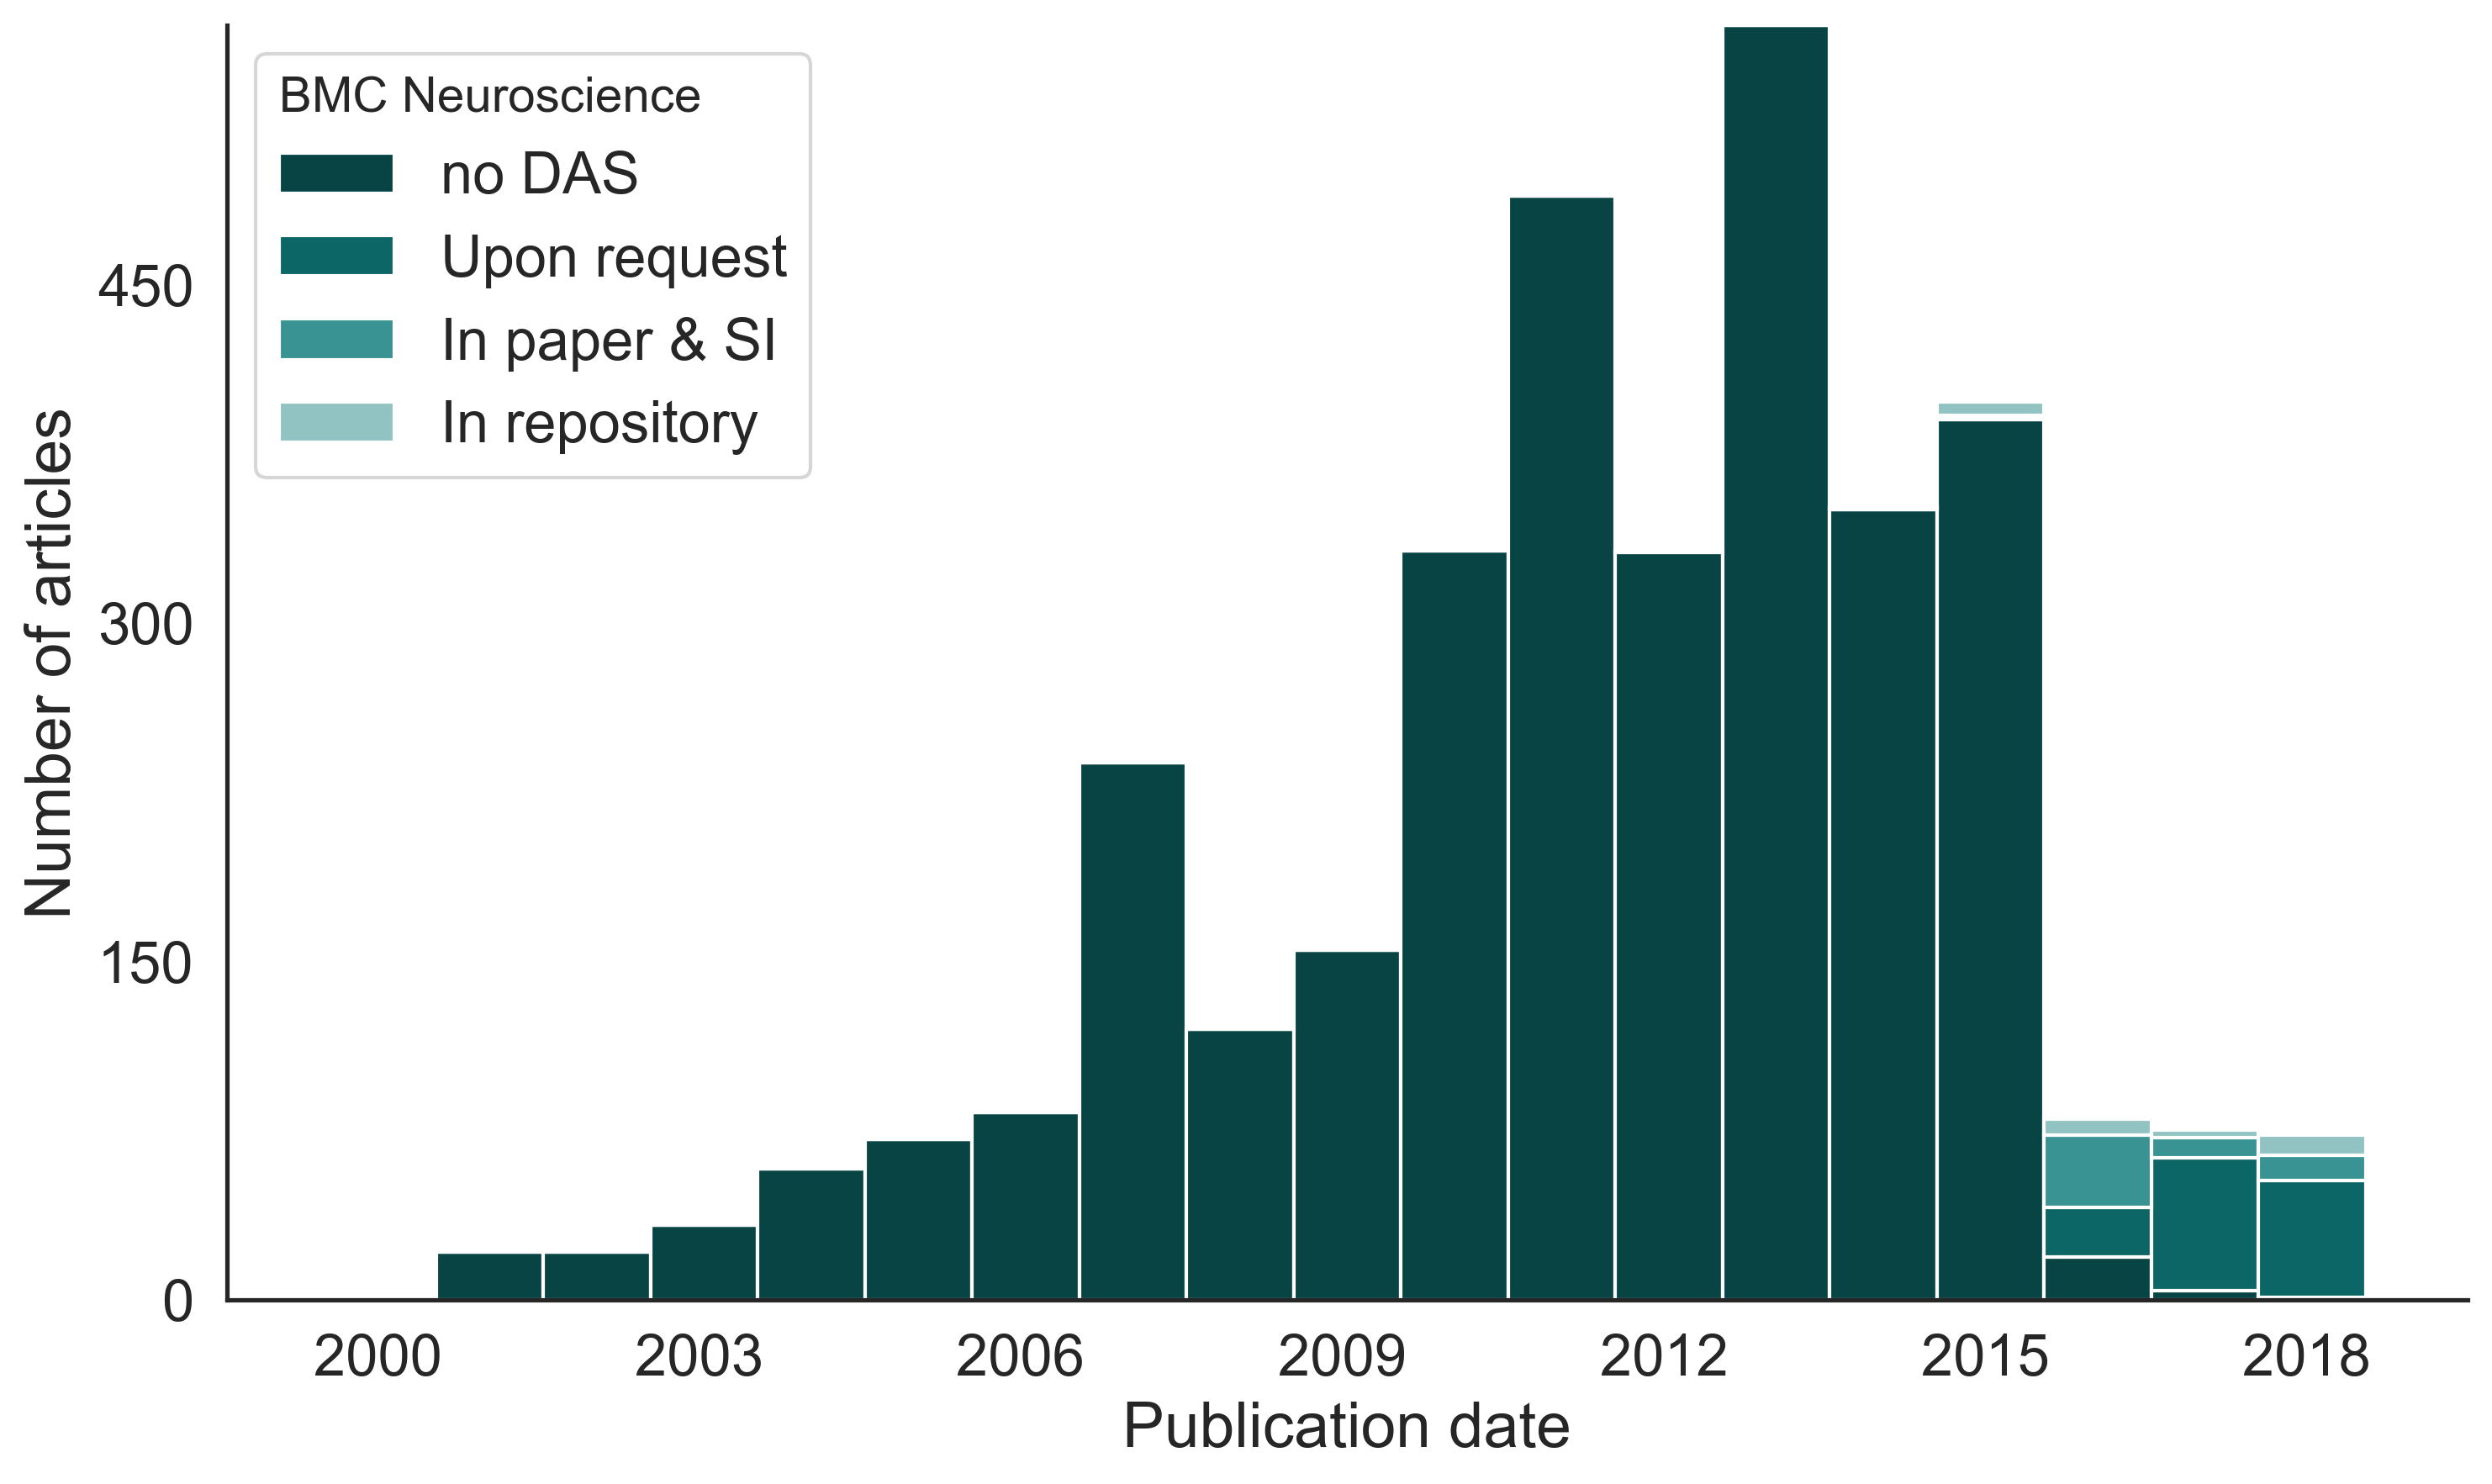 BMC Neuroscience
no DAS
Upon request
In paper & SI
In repository
Number of articles
450
300
150
0
2000 2003 2006 2009 2012 2015 2018
Publication date